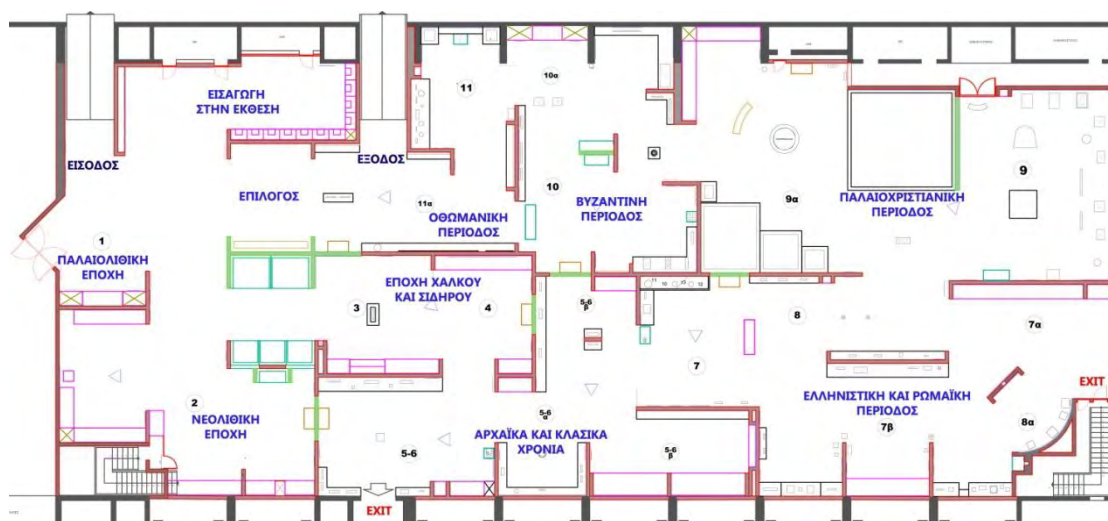 ΕΙΣΑΓΩΓΗ
ΣΤΗΝ ΕΚΘΕΣΗ
ΕΙΣΟΔΟΣ
ΕΞΟΔΟΣ
11
10α
ΕΠΙΛΟΓΟΣ
11α
ΟΘΩΜΑΝΙΚΗ
ΠΕΡΙΟΔΟΣ
10
ΒΥΖΑΝΤΙΝΗ
ΠΕΡΙΟΔΟΣ
9α
ΠΑΛΑΙΟΧΡΙΣΤΙΑΝΙΚΗ
ΠΕΡΙΟΔΟΣ
9
1
ΠΑΛΑΙΟΛΙΘΙΚΗ
ΕΠΟΧΗ
ΕΠΟΧΗ ΧΑΛΚΟΥ
ΚΑΙ ΣΙΔΗΡΟΥ
3
4
5-6
β
7
8
7α
2
ΝΕΟΛΙΘΙΚΗ
ΕΠΟΧΗ
5-6
5-6
α
ΑΡΧΑΪΚΑ ΚΑΙ ΚΛΑΣΙΚΑ
ΧΡΟΝΙΑ
5-6
β
ΕΛΛΗΝΙΣΤΙΚΗ ΚΑΙ ΡΩΜΑΪΚΗ
ΠΕΡΙΟΔΟΣ
7β
8α
EXIT
EXIT